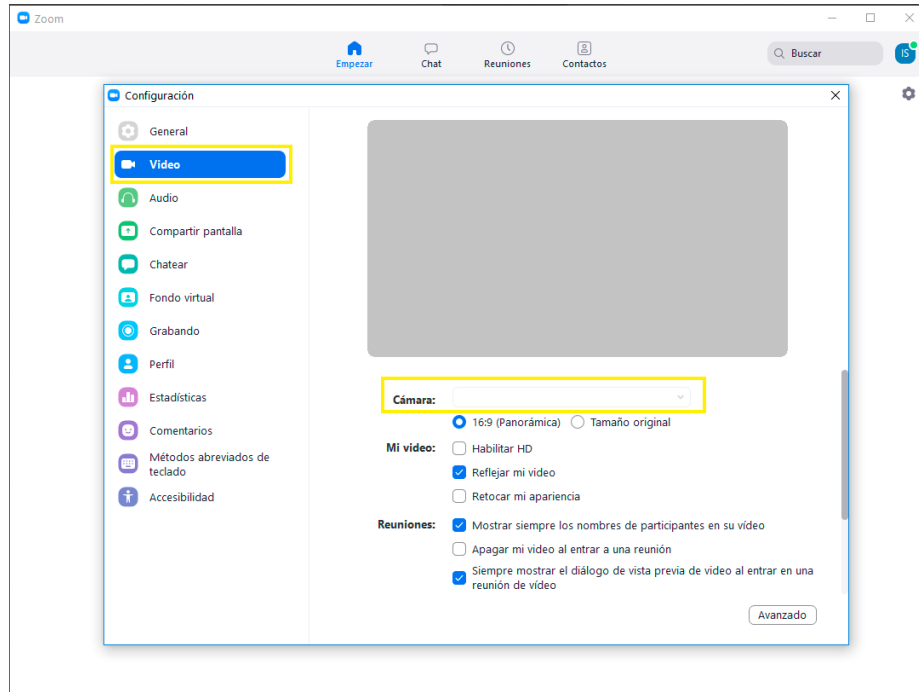 Zoom
Empezar
Chat
Reuniones
Contactos
Buscar
IS
Configuración
General
Video
Audio
Compartir pantalla
Chatear
Fondo virtual
Grabando
Perfil
Estadísticas
Comentarios
Métodos abreviados de
teclado
Accesibilidad
Cámara:
16:9 (Panorámica) Tamaño original
Mi video: Habilitar HD
Reflejar mi video
Retocar mi apariencia
Reuniones: Mostrar siempre los nombres de participantes en su vídeo
Apagar mi video al entrar a una reunión
Siempre mostrar el diálogo de vista previa de video al entrar en una
reunión de vídeo
Avanzado